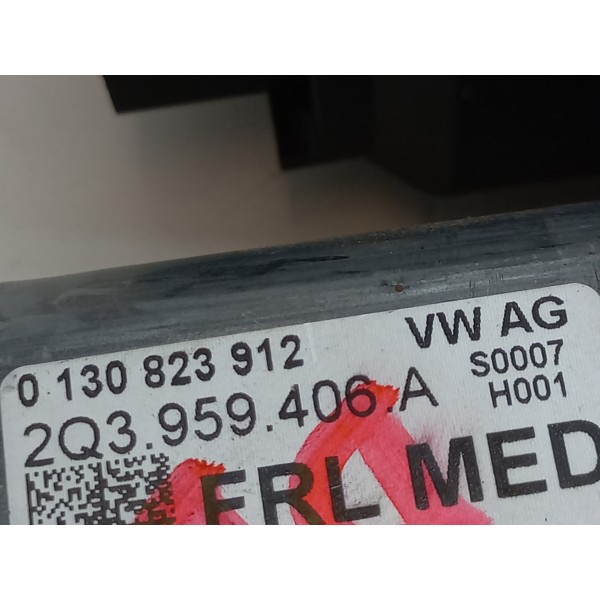 VW AG
0 130 823 912
S0007
2Q3.959.406.A
H001
FRL MED